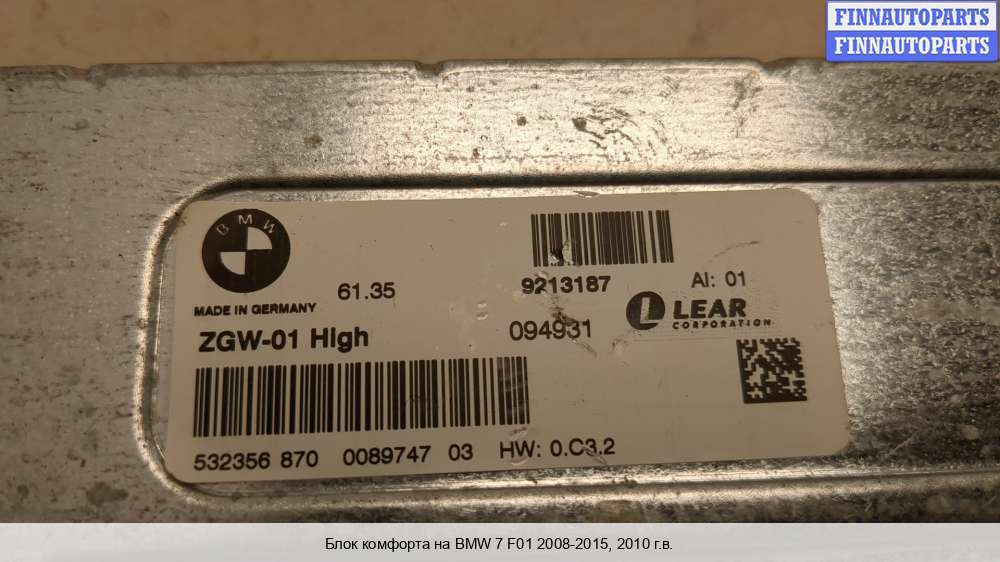 FINNAUTOPARTS
FINNAUTOPARTS
BMW
MADE IN GERMANY
61.35
9213187
AI: 01
ZGW-01 High
094931
LEAR
CORPORATION
532356 870 0089747 03 HW: 0.C3.2
Блок комфорта на BMW 7 F01 2008-2015, 2010 г.в.